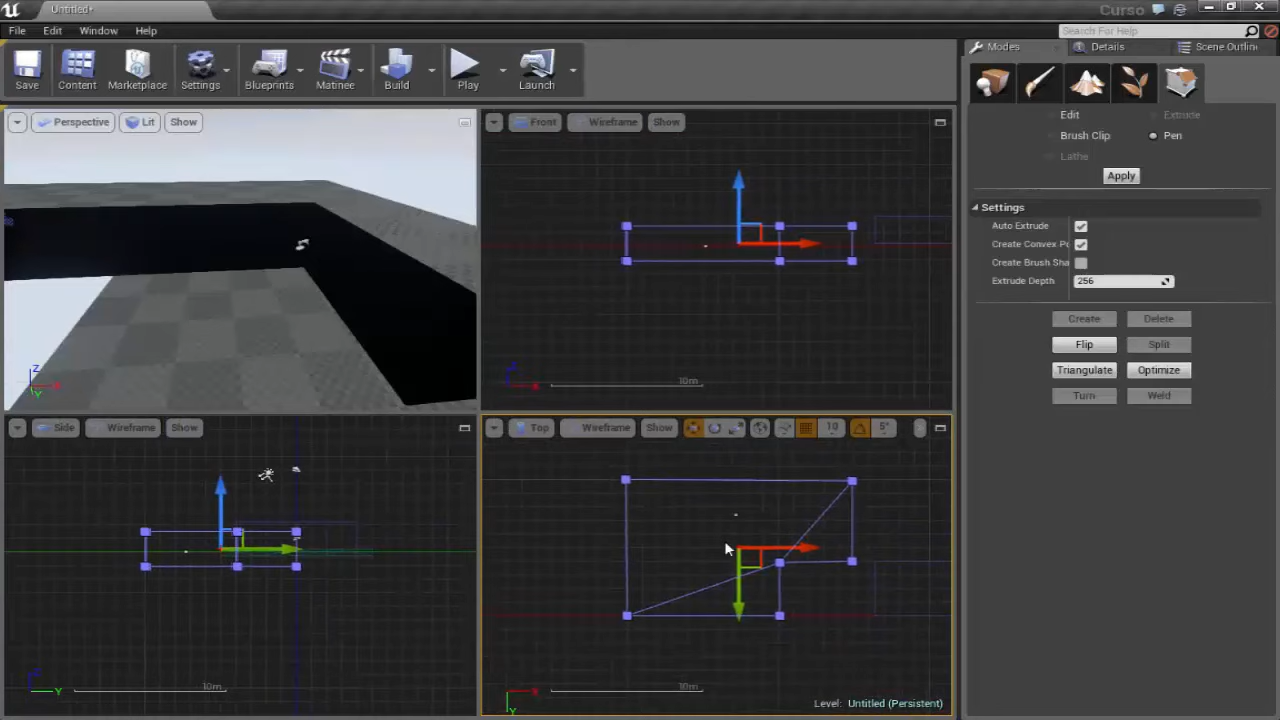 Untitled*
Curso
File Edit Window Help
Search For Help
Save Content Marketplace Settings Blueprints Matinee Build Play Launch
Modes Details Scene Outline
Perspective Lit Show
Front Wireframe Show
Edit Extrude
Brush Clip Pen
Lathe
Apply
Settings
Auto Extrude
Create Convex Po
Create Brush Sha
Extrude Depth 256
Create Delete
Flip Split
Triangulate Optimize
Turn Weld
Z
X
Y
10m
Side Wireframe Show
Top Wireframe Show 10 5°
Y
10m
X
Y
10m
Level: Untitled (Persistent)